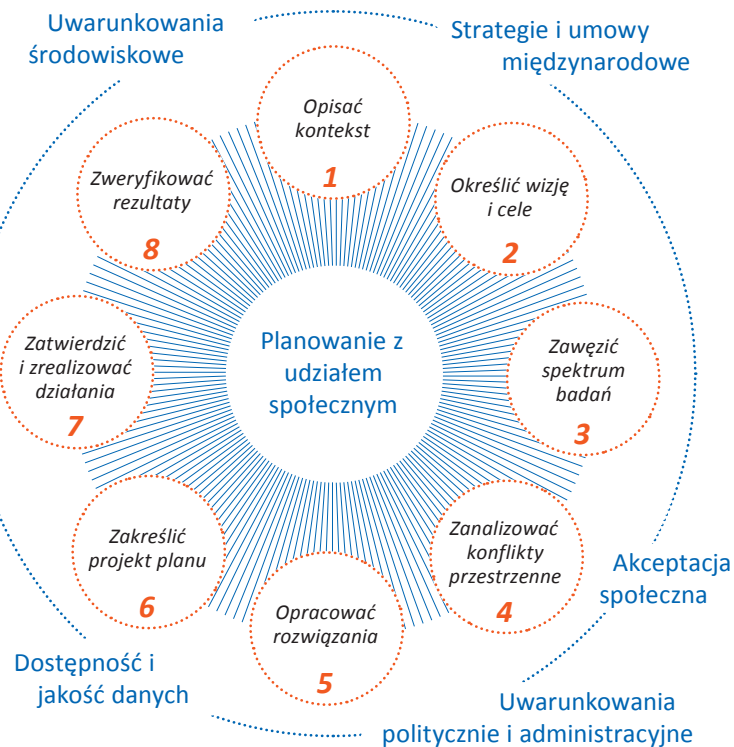 Uwarunkowania
środowiskowe
Strategie i umowy
międzynarodowe
Opisać
kontekst
1
Określić wizję
i cele
2
Zawęzić
spektrum
badań
3
Zanalizować
konflikty
przestrzenne
4
Opracować
rozwiązania
5
Zakreślić
projekt planu
6
Zatwierdzić
i zrealizować
działania
7
Zweryfikować
rezultaty
8
Planowanie z
udziałem
społecznym
Akceptacja
społeczna
Uwarunkowania
politycznie i administracyjne
Dostępność i
jakość danych